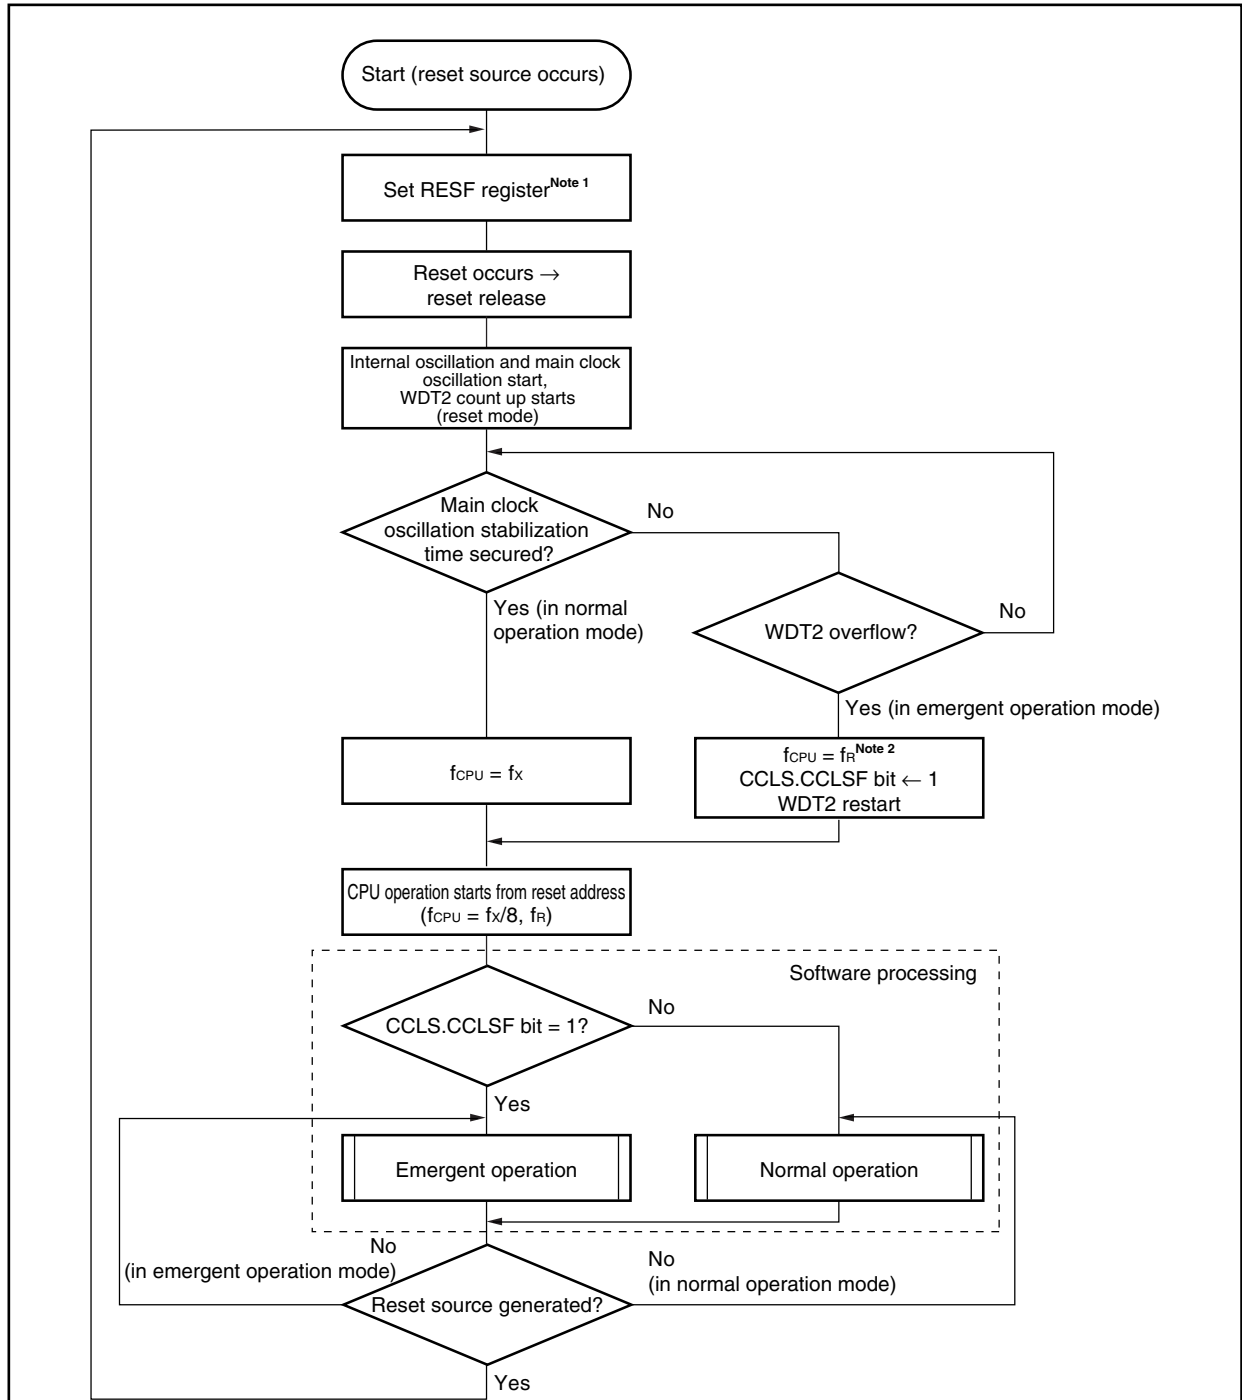 Start (reset source occurs)
Set RESF register Note 1
Reset occurs →
reset release
Internal oscillation and main clock
oscillation start,
WDT2 count up starts
(reset mode)
Main clock
oscillation stabilization
time secured?
No
Yes (in normal
operation mode)
WDT2 overflow?
No
Yes (in emergent operation mode)
fCPU = fX
fCPU = fR Note 2
CCLS.CCLSF bit ← 1
WDT2 restart
CPU operation starts from reset address
(fCPU = fX/8, fR)
Software processing
CCLS.CCLSF bit = 1?
No
Yes
Emergent operation
Normal operation
No
(in emergent operation mode)
No
(in normal operation mode)
Reset source generated?
Yes